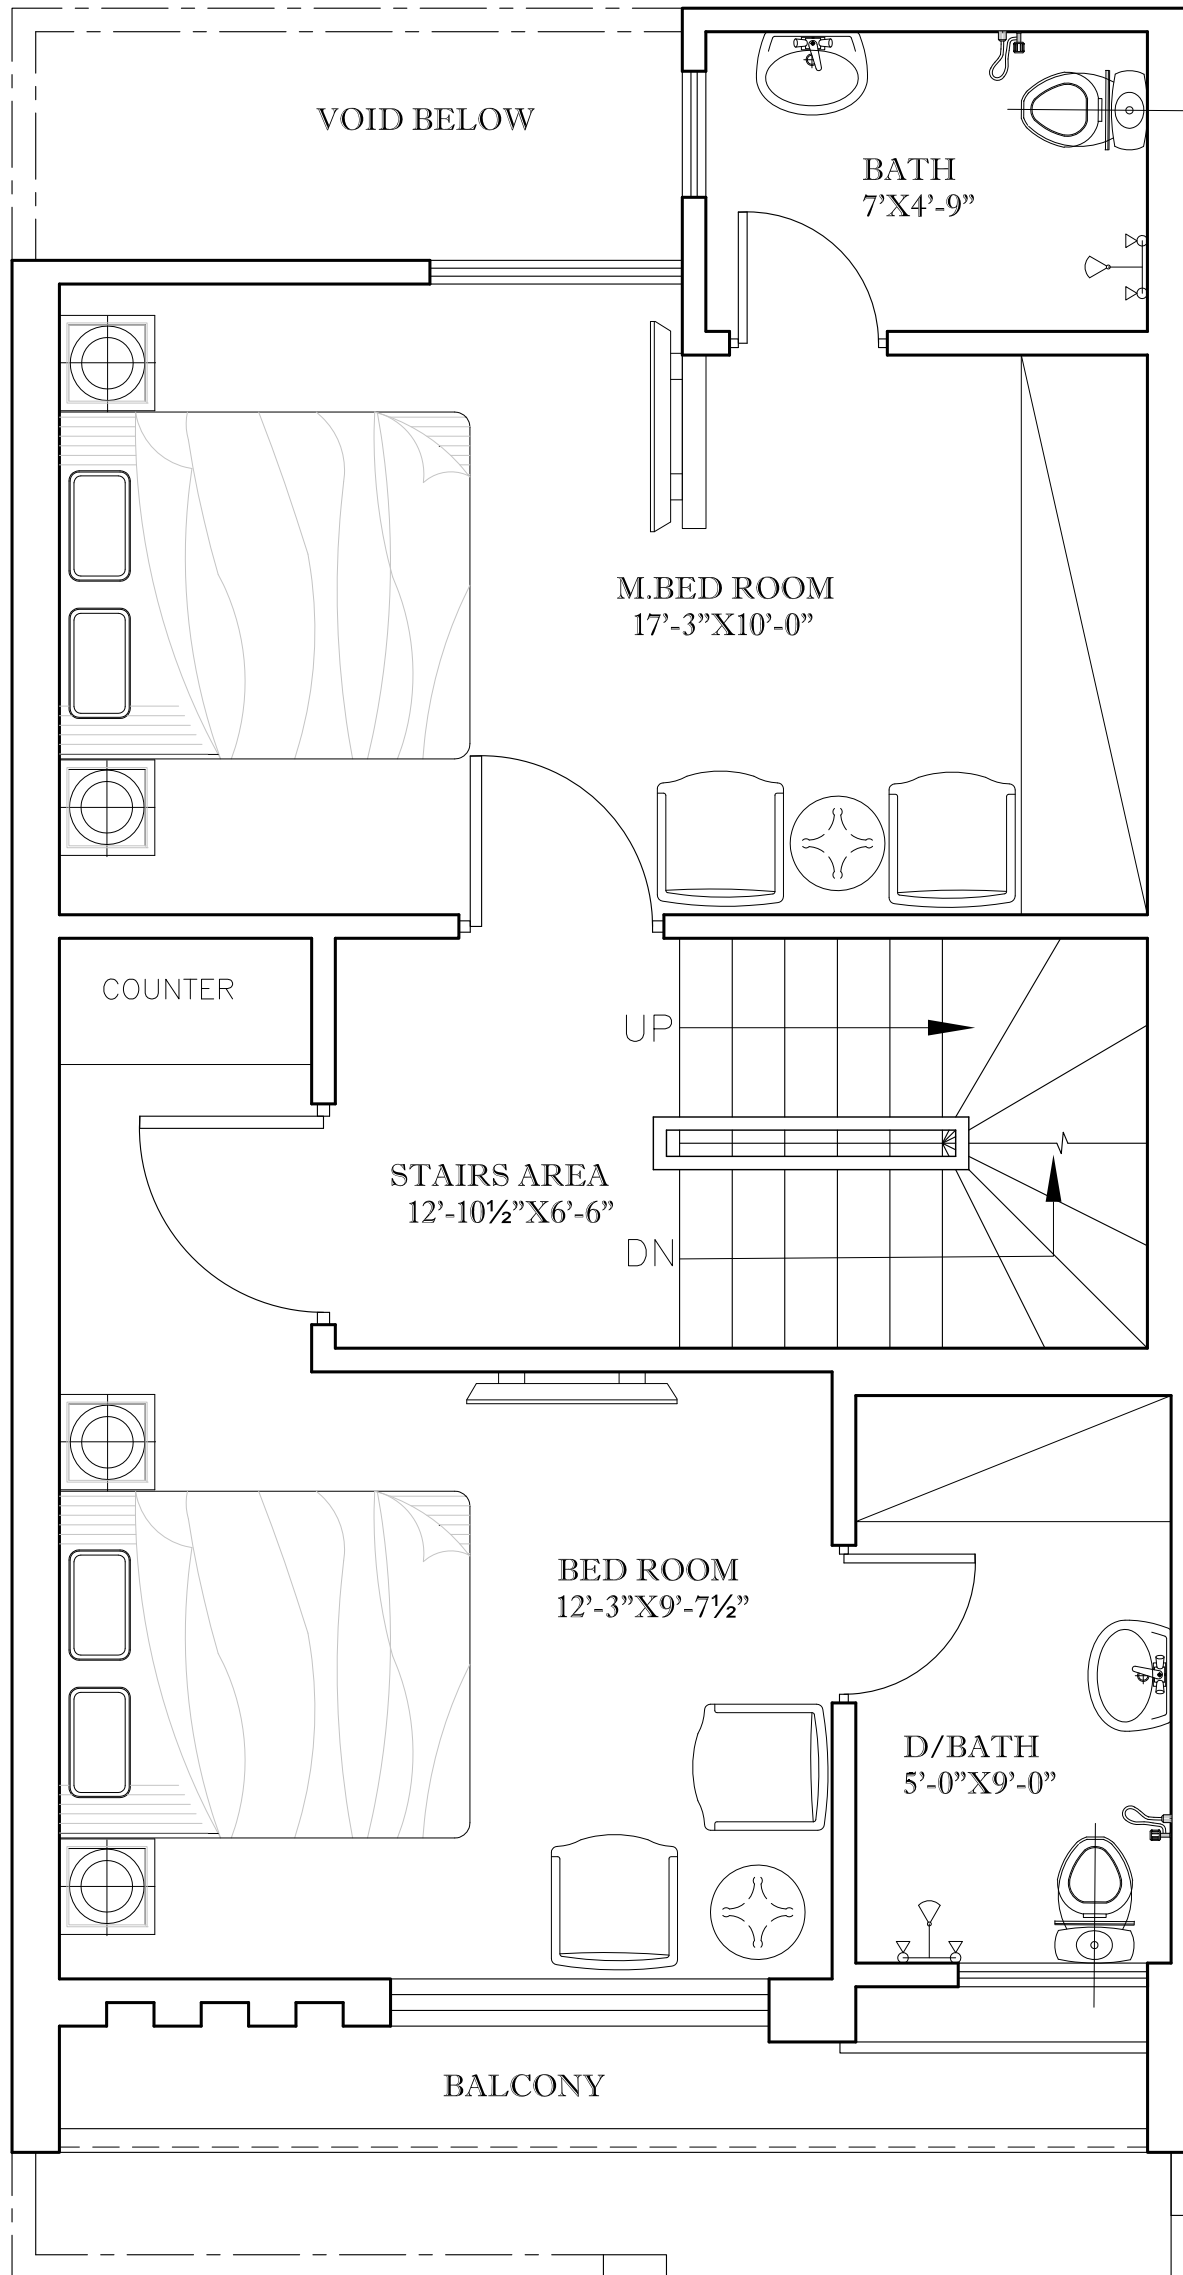 VOID BELOW
BATH
7'X4'-9”
M.BED ROOM
17'-3”X10'-0”
COUNTER
UP
STAIRS AREA
12'-10½”X6'-6”
DN
BED ROOM
12'-3”X9'-7½”
D/BATH
5'-0”X9'-0”
BALCONY